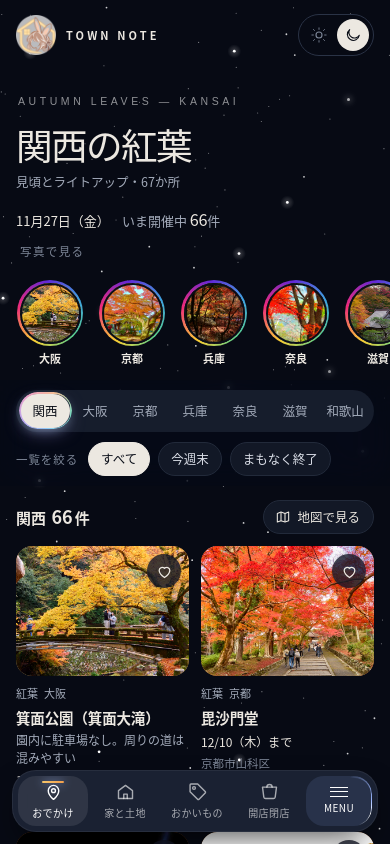 TOWN NOTE
AUTUMN LEAVES — KANSAI
関西の紅葉
見頃とライトアップ・67か所
11月27日（金） いま開催中 66件
写真で見る
大阪 京都 兵庫 奈良 滋賀
関西 大阪 京都 兵庫 奈良 滋賀 和歌山
一覧を絞る すべて 今週末 まもなく終了
関西 66件 地図で見る
紅葉 大阪
箕面公園（箕面大滝）
園内に駐車場なし。周りの道は
混みやすい
紅葉 京都
毘沙門堂
12/10（木）まで
京都市山科区
おでかけ 家と土地 おかいもの 開店閉店 MENU